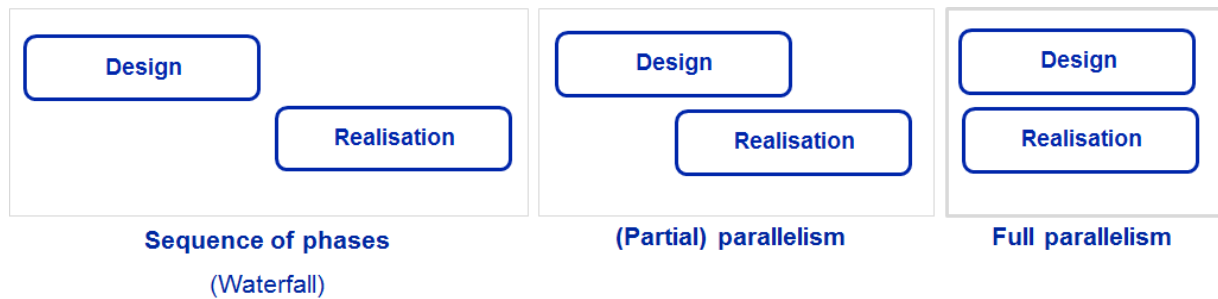 Design
Realisation
Sequence of phases
(Waterfall)
Design
Realisation
(Partial) parallelism
Design
Realisation
Full parallelism